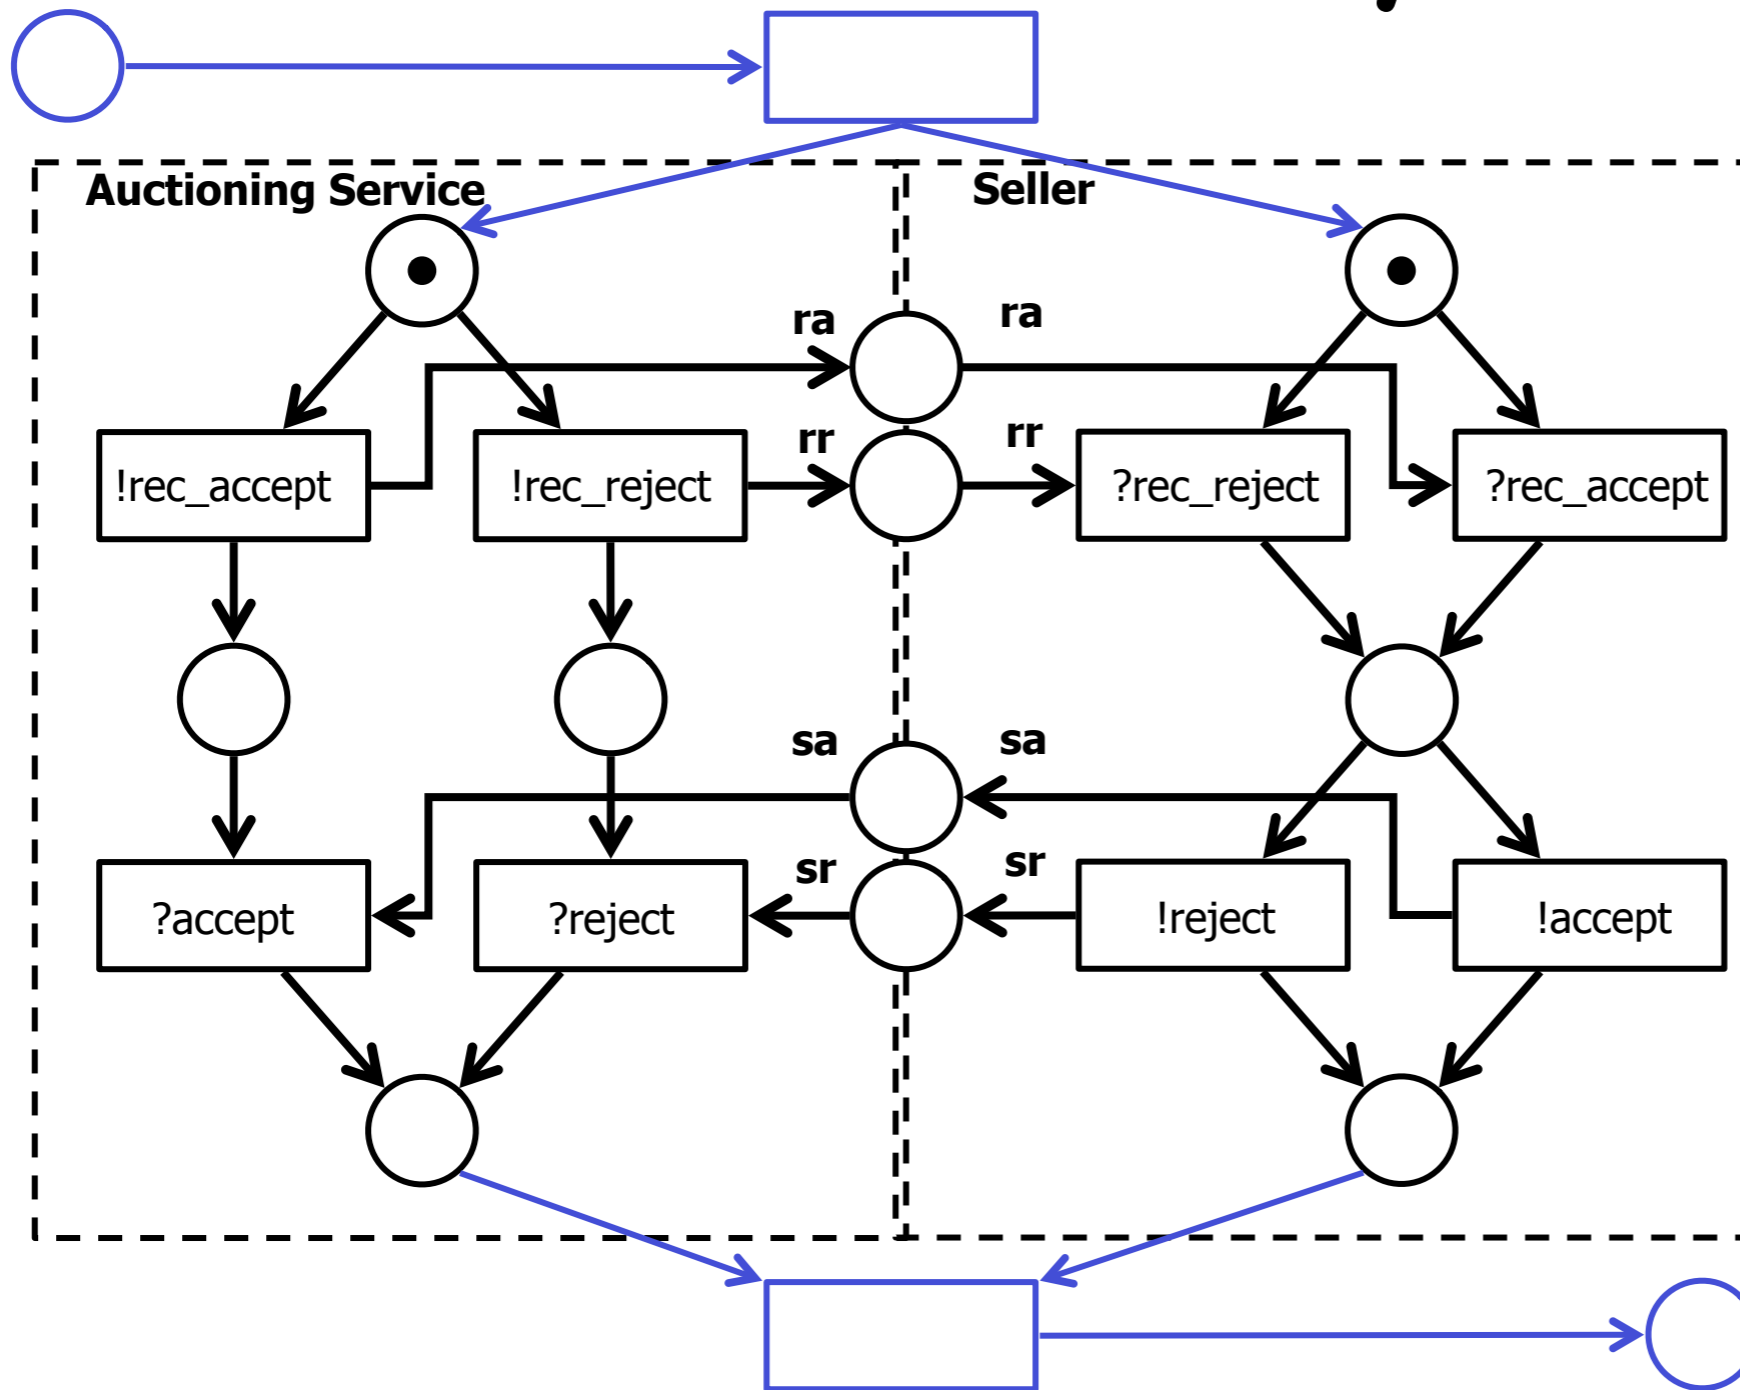 Auctioning Service
Seller
ra
ra
rr
rr
!rec_accept
!rec_reject
?rec_reject
?rec_accept
sa
sa
sr
sr
?accept
?reject
!reject
!accept